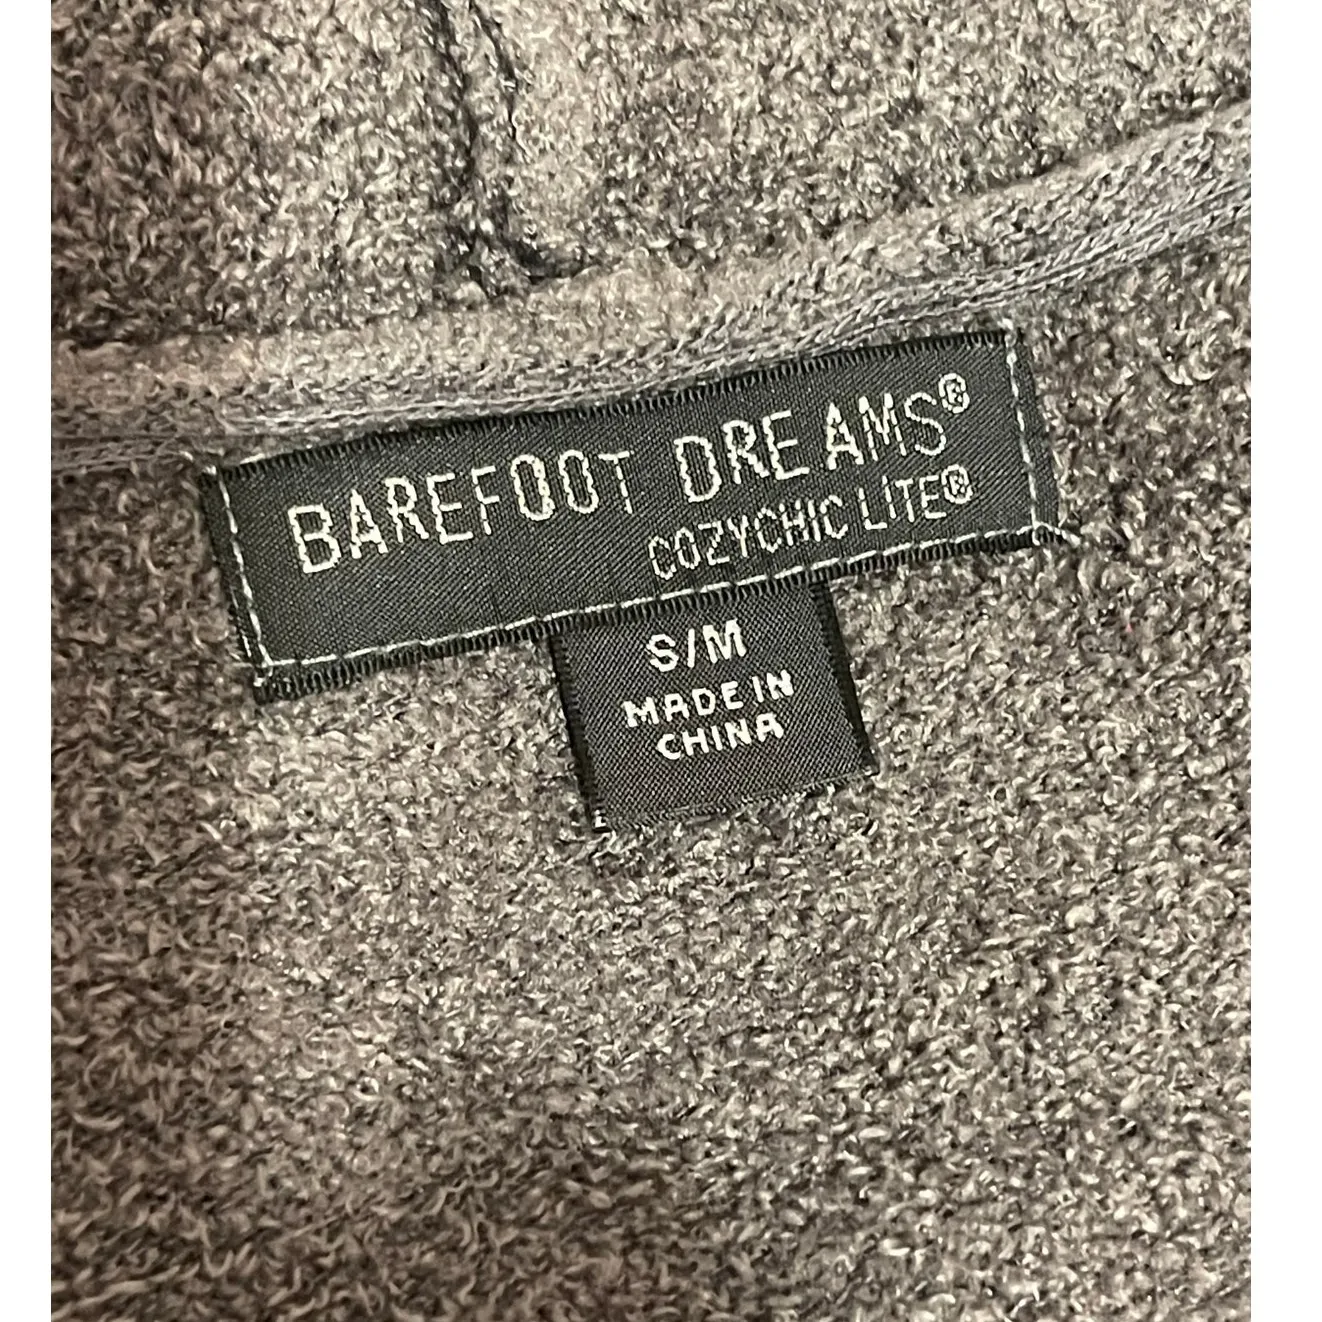 BAREFOOT DREAMS®
COZYCHIC LITE®
S/M
MADE IN
CHINA